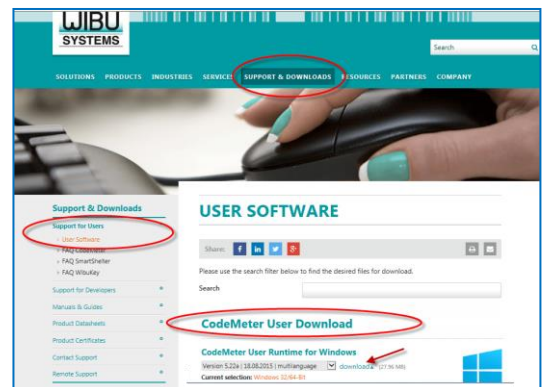 WIBU
SYSTEMS
Search
SOLUTIONS PRODUCTS INDUSTRIES SERVICES SUPPORT & DOWNLOADS RESOURCES PARTNERS COMPANY
Support & Downloads
Support for Users
User Software
FAQ CodeMeter
FAQ SmartShelter
FAQ WibuKey
Support for Developers
Manuals & Guides
Product Datasheets
Product Certificates
Contact Support
Remote Support
USER SOFTWARE
Share:
Please use the search filter below to find the desired files for download.
Search
CodeMeter User Download
CodeMeter User Runtime for Windows
Version 5.22a | 18.08.2015 | multilanguage download (27.96 MB)
Current selection: Windows 32/64-Bit